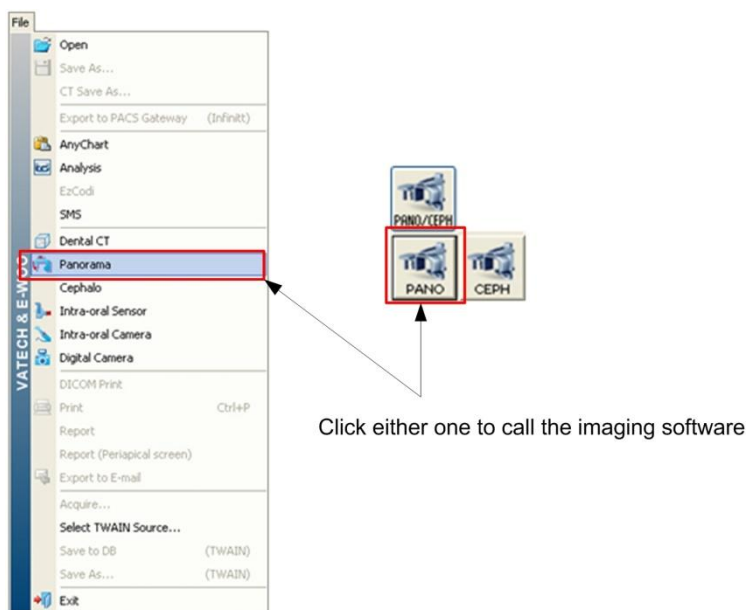 File
Open
Save As...
CT Save As...
Export to PACS Gateway (Infinitt)
AnyChart
Analysis
EzCodi
SMS
Dental CT
Panorama
Cephalo
Intra-oral Sensor
Intra-oral Camera
Digital Camera
DICOM Print
Print Ctrl+P
Report
Report (Periapical screen)
Export to E-mail
Acquire...
Select TWAIN Source...
Save to DB (TWAIN)
Save As... (TWAIN)
Exit
VATECH & E-WOO
PANO/CEPH
PANO CEPH
Click either one to call the imaging software